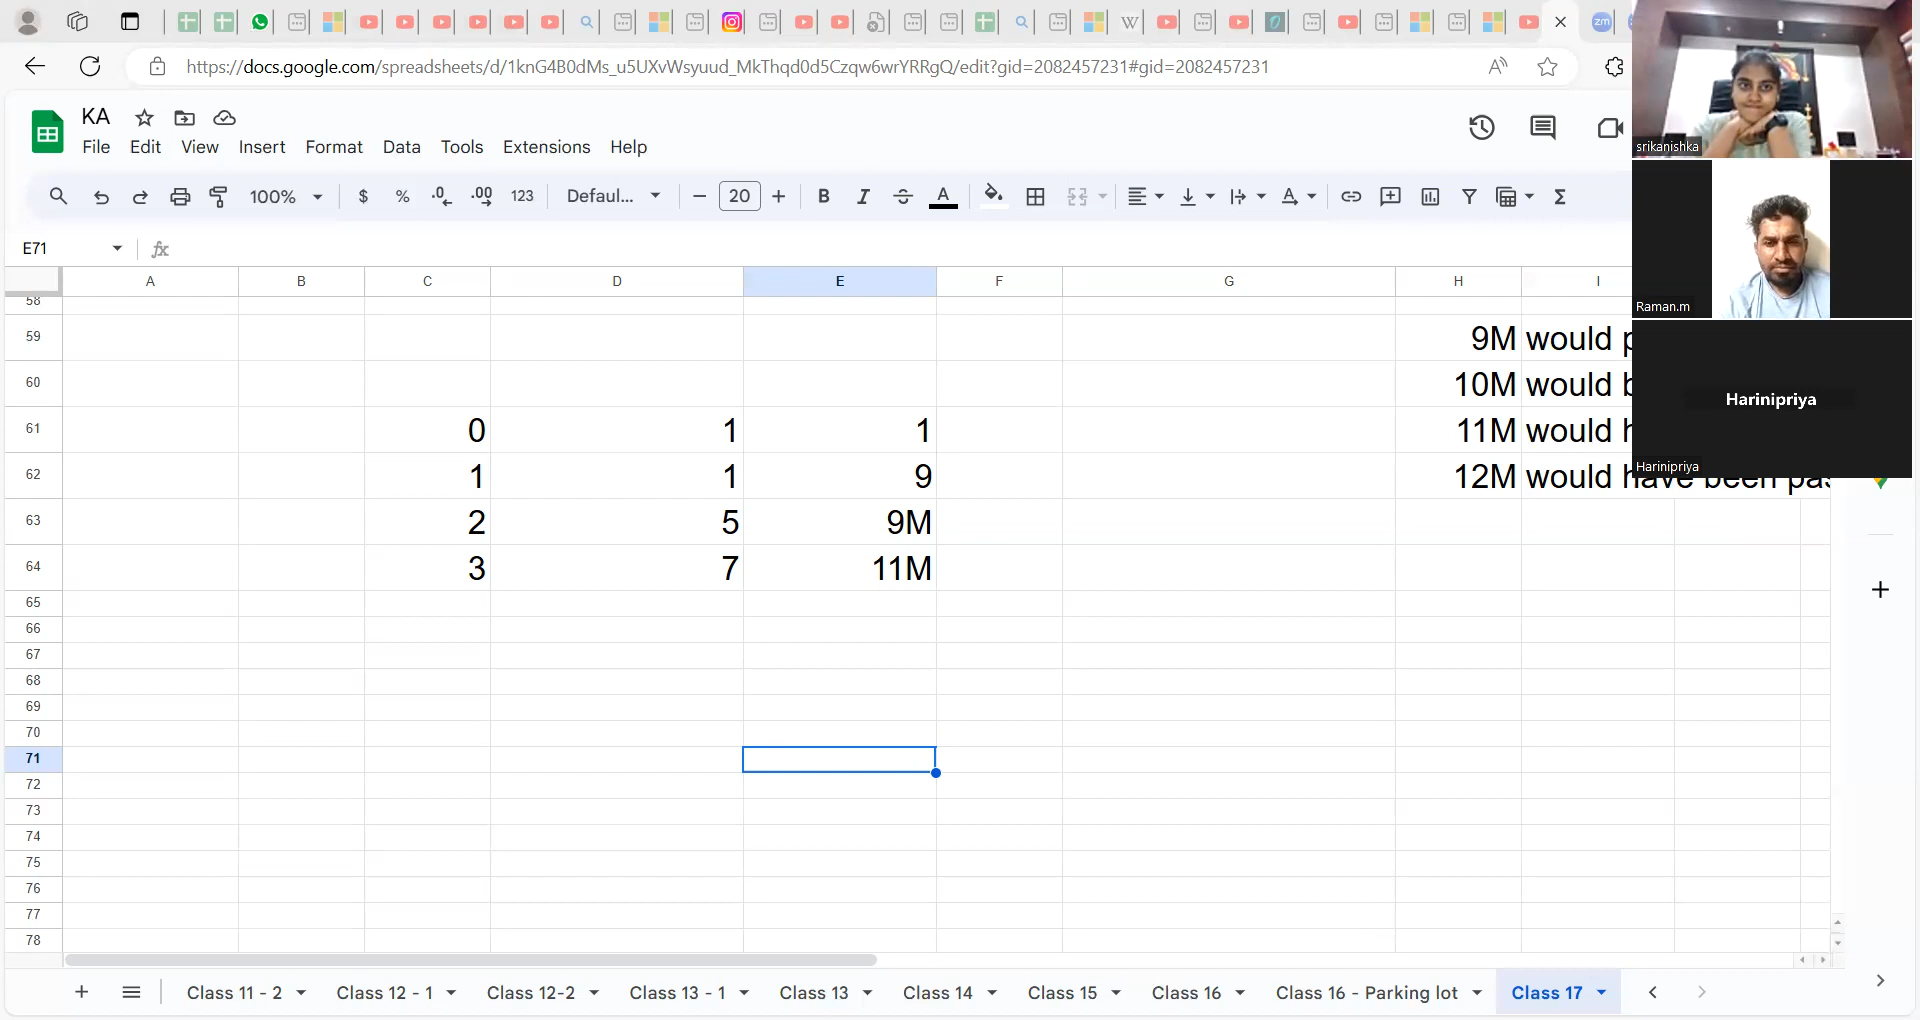 https://docs.google.com/spreadsheets/d/1knG4B0dMs_u5UXvWsyuud_MkThqd0d5Czqw6wrYRRgQ/edit?gid=2082457231#gid=2082457231
KA
File Edit View Insert Format Data Tools Extensions Help
100% $ % .0 .00 123 Defaul... 20 B I A
E71 fx
A B C D E F G H I
58
59 9M would
60 10M would
61 0 1 1 11M would
62 1 1 9 12M would have been
63 2 5 9M
64 3 7 11M
65
66
67
68
69
70
71
72
73
74
75
76
77
78
Class 11 - 2 Class 12 - 1 Class 12-2 Class 13 - 1 Class 13 Class 14 Class 15 Class 16 Class 16 - Parking lot Class 17
srikanishka
Raman.m
Harinipriya
Harinipriya
zm